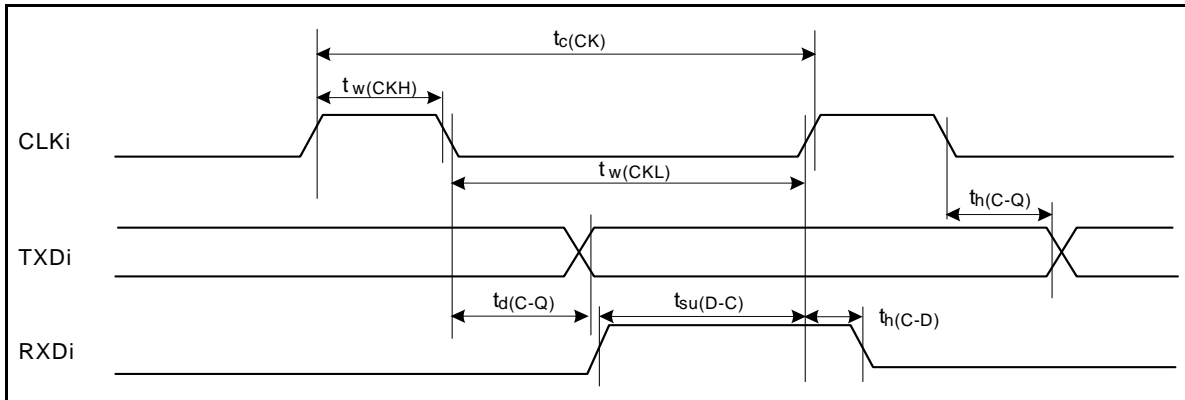 tc(CK)
tw(CKH)
CLKi
tw(CKL)
th(C-Q)
TXDi
td(C-Q)
tsu(D-C)
th(C-D)
RXDi